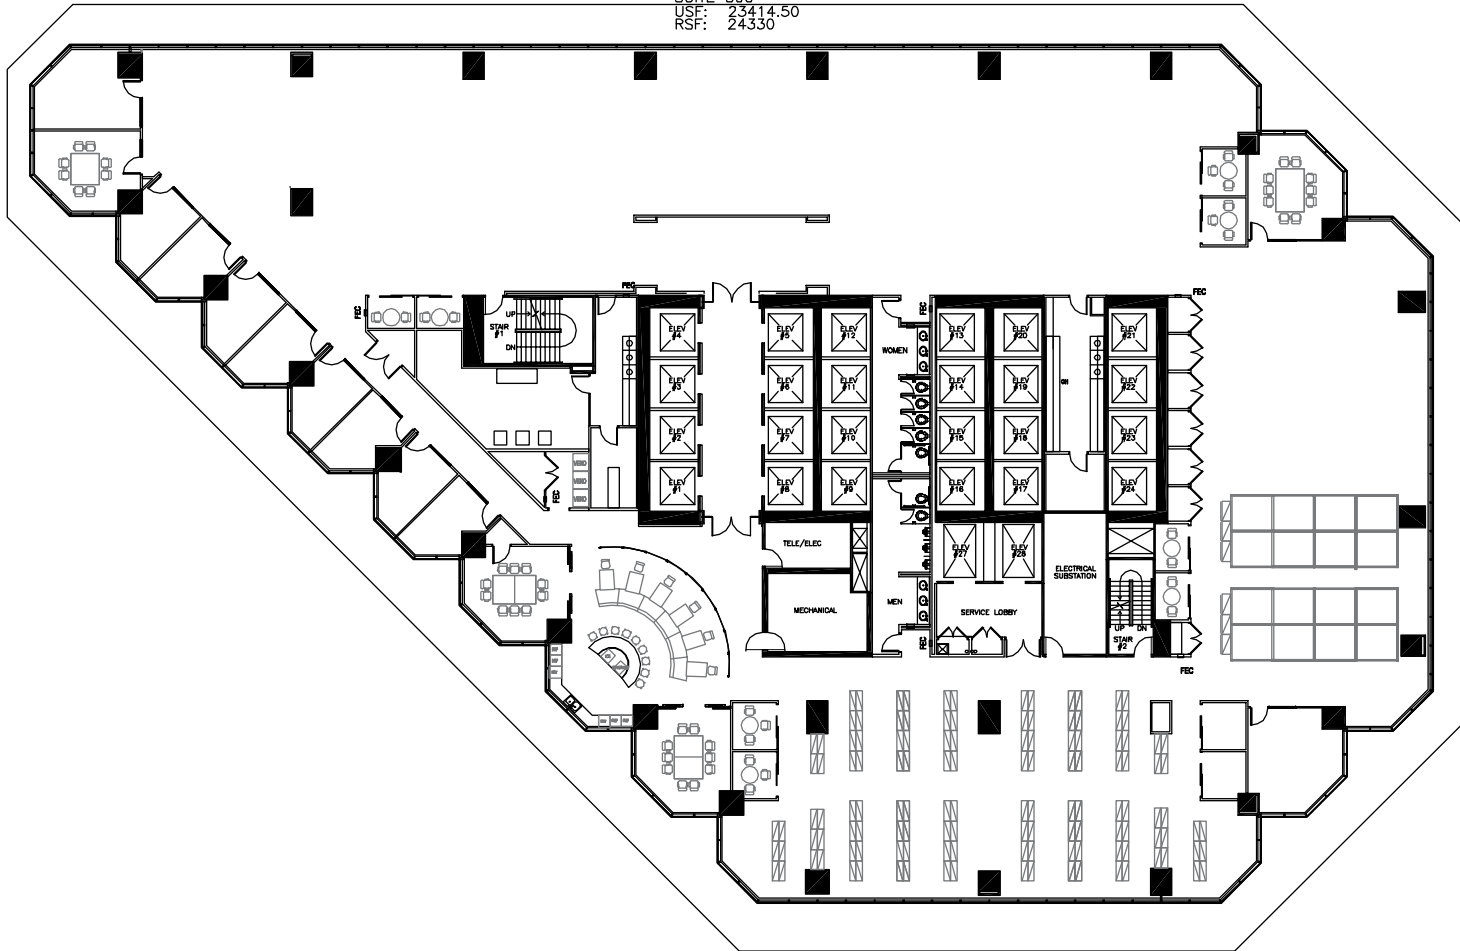 USF: 23414.50
RSF: 24330
FEC
FEC
FEC
FEC
UP
STAIR
#1
DN
ELEV
#4
ELEV
#5
ELEV
#12
WOMEN
ELEV
#13
ELEV
#20
ELEV
#21
ELEV
#3
ELEV
#6
ELEV
#11
ELEV
#14
ELEV
#19
ELEV
#22
ELEV
#2
ELEV
#7
ELEV
#10
ELEV
#15
ELEV
#18
ELEV
#23
ELEV
#1
ELEV
#8
ELEV
#9
ELEV
#16
ELEV
#17
ELEV
#24
VEND
VEND
VEND
FEC
TELE/ELEC
ELEV
#27
ELEV
#28
ELECTRICAL
SUBSTATION
MECHANICAL
MEN
SERVICE LOBBY
UP DN
STAIR
#2
FEC
FEC